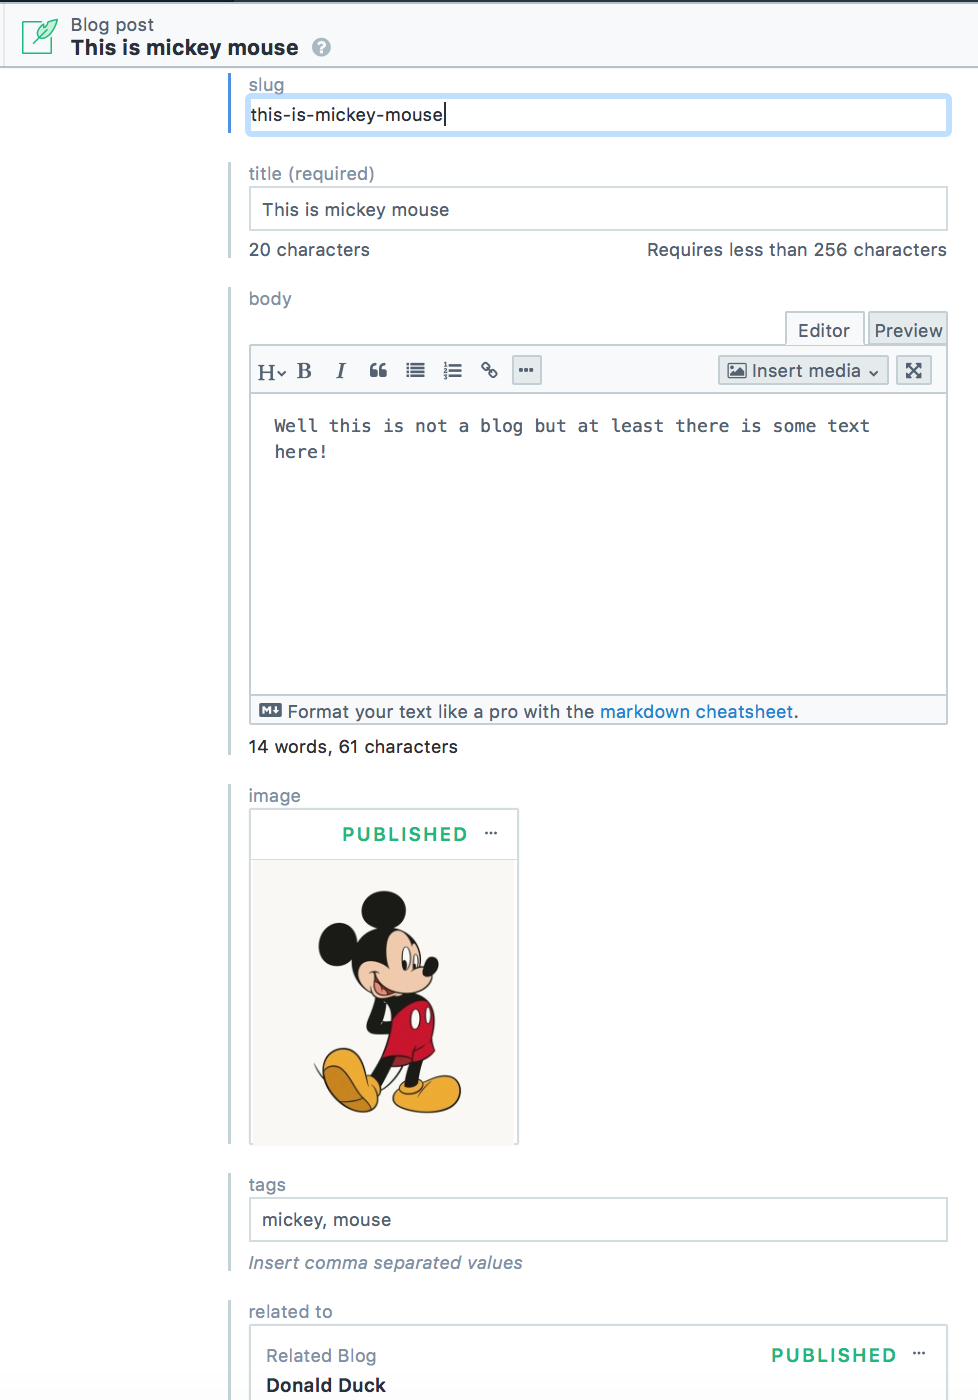 Blog post
This is mickey mouse ?
slug
this-is-mickey-mouse
title (required)
This is mickey mouse
20 characters Requires less than 256 characters
body
Editor Preview
H B I Insert media
Well this is not a blog but at least there is some text
here!
M Format your text like a pro with the markdown cheatsheet.
14 words, 61 characters
image
PUBLISHED ...
tags
mickey, mouse
Insert comma separated values
related to
Related Blog PUBLISHED ...
Donald Duck